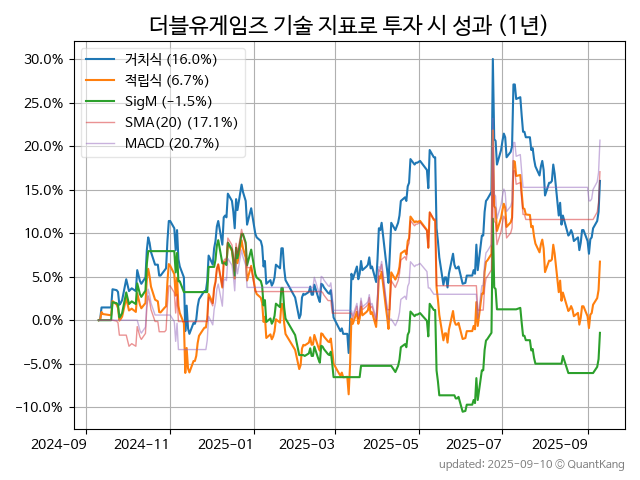 더블유게임즈 기술 지표로 투자 시 성과 (1년)
거치식 (16.0%)
적립식 (6.7%)
SigM (−1.5%)
SMA(20) (17.1%)
MACD (20.7%)
30.0%
25.0%
20.0%
15.0%
10.0%
5.0%
0.0%
−5.0%
−10.0%
2024-09 2024-11 2025-01 2025-03 2025-05 2025-07 2025-09
updated: 2025-09-10 © QuantKang